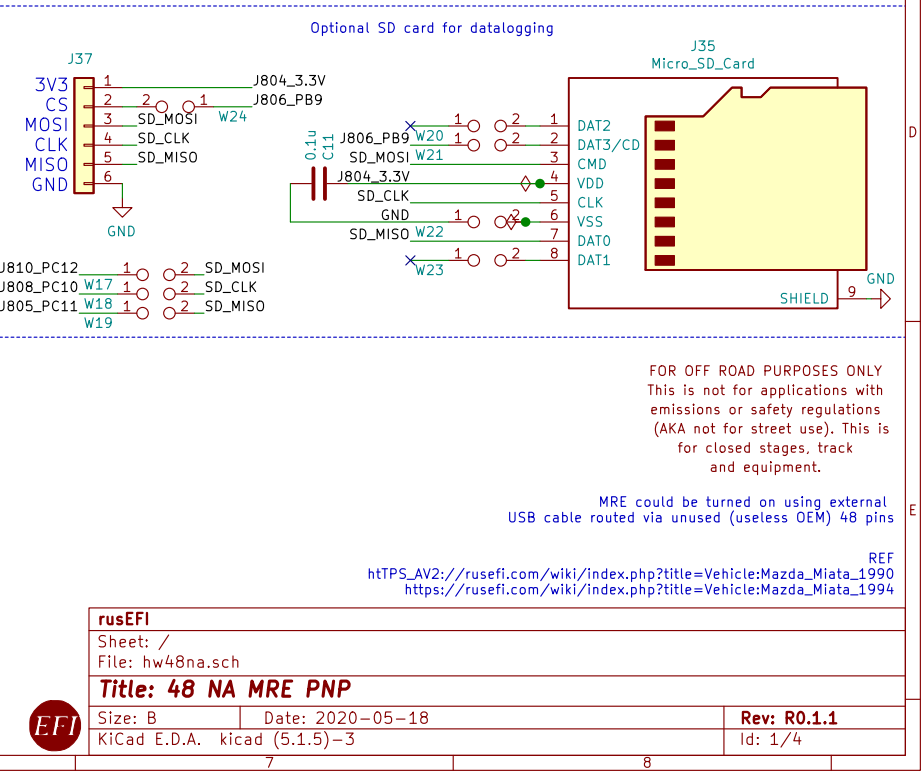 Optional SD card for datalogging
J37
3V3 1 J804_3.3V
CS 2 2 1 J806_PB9
W24
MOSI 3 SD_MOSI
CLK 4 SD_CLK
MISO 5 SD_MISO
GND 6
GND
J35
Micro_SD_Card
1 2 1 DAT2
W20
J806_PB9 1 2 2 DAT3/CD
W21
SD_MOSI 3 CMD
J804_3.3V 4 VDD
0.1u
C11
SD_CLK 5 CLK
GND 1 2 6 VSS
W22
SD_MISO 7 DAT0
1 2 8 DAT1
W23
SHIELD 9 GND
J810_PC12 1 2 SD_MOSI
W17
J808_PC10 1 2 SD_CLK
W18
J805_PC11 1 2 SD_MISO
W19
D
FOR OFF ROAD PURPOSES ONLY
This is not for applications with
emissions or safety regulations
(AKA not for street use). This is
for closed stages, track
and equipment.
MRE could be turned on using external
USB cable routed via unused (useless OEM) 48 pins
E
REF
htTPS_AV2://rusefi.com/wiki/index.php?title=Vehicle:Mazda_Miata_1990
https://rusefi.com/wiki/index.php?title=Vehicle:Mazda_Miata_1994
rusEFI
Sheet: /
File: hw48na.sch
Title: 48 NA MRE PNP
EFI
Size: B Date: 2020-05-18 Rev: R0.1.1
KiCad E.D.A. kicad (5.1.5)-3 Id: 1/4
7 8